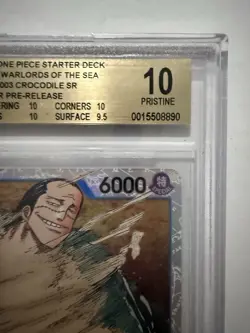 ONE PIECE STARTER DECK
WARLORDS OF THE SEA
003 CROCODILE SR
R PRE-RELEASE
RING 10 CORNERS 10
S 10 SURFACE 9.5
10
PRISTINE
0015508890
6000 特